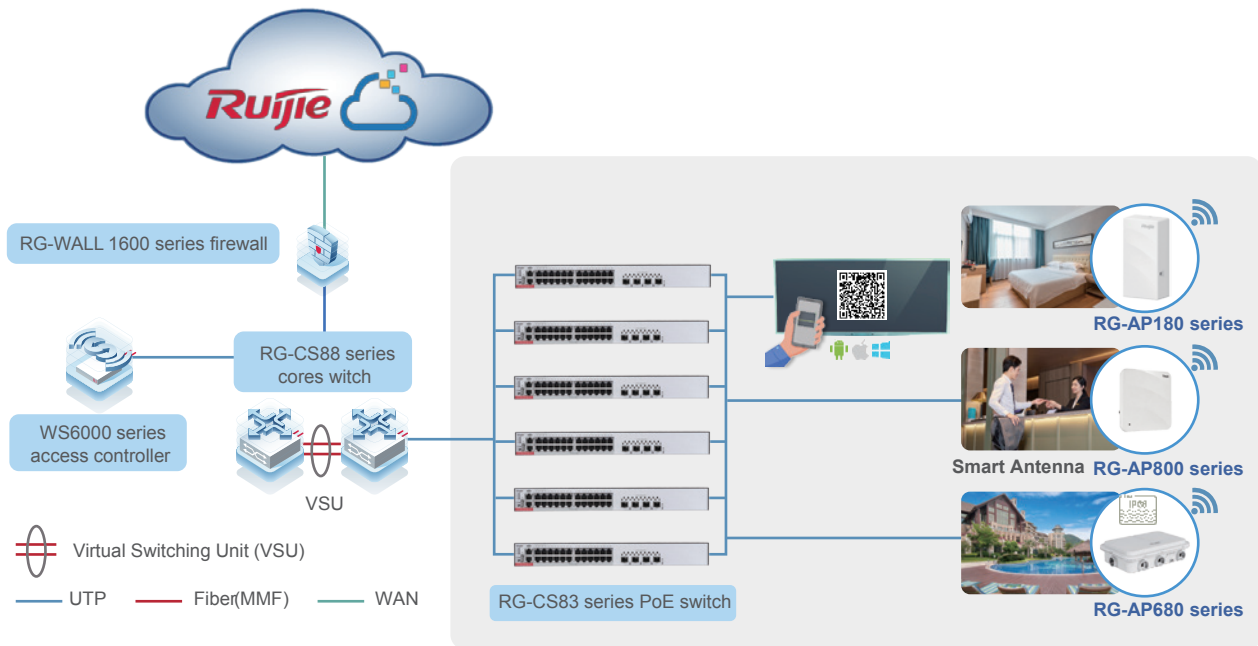 Ruijie
RG-WALL 1600 series firewall
RG-CS88 series
cores witch
WS6000 series
access controller
VSU
Virtual Switching Unit (VSU)
UTP
Fiber(MMF)
WAN
RG-CS83 series PoE switch
RG-AP180 series
Smart Antenna
RG-AP800 series
IP68
RG-AP680 series